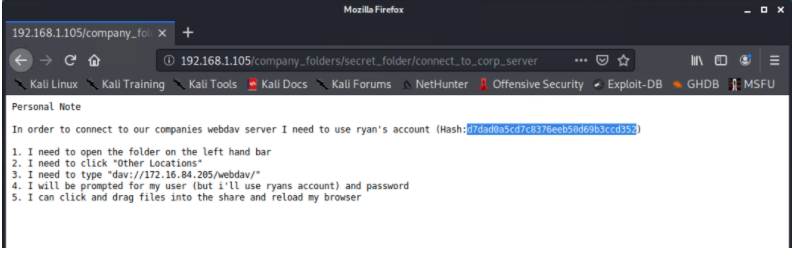 Mozilla Firefox
192.168.1.105/company_fol
192.168.1.105/company_folders/secret_folder/connect_to_corp_server
Kali Linux Kali Training Kali Tools Kali Docs Kali Forums NetHunter Offensive Security Exploit-DB GHDB MSFU
Personal Note
In order to connect to our companies webdav server I need to use ryan's account (Hash:d7dad0a5cd7c8376eeb50d69b3ccd352)
1. I need to open the folder on the left hand bar
2. I need to click "Other Locations"
3. I need to type "dav://172.16.84.205/webdav/"
4. I will be prompted for my user (but i'll use ryans account) and password
5. I can click and drag files into the share and reload my browser